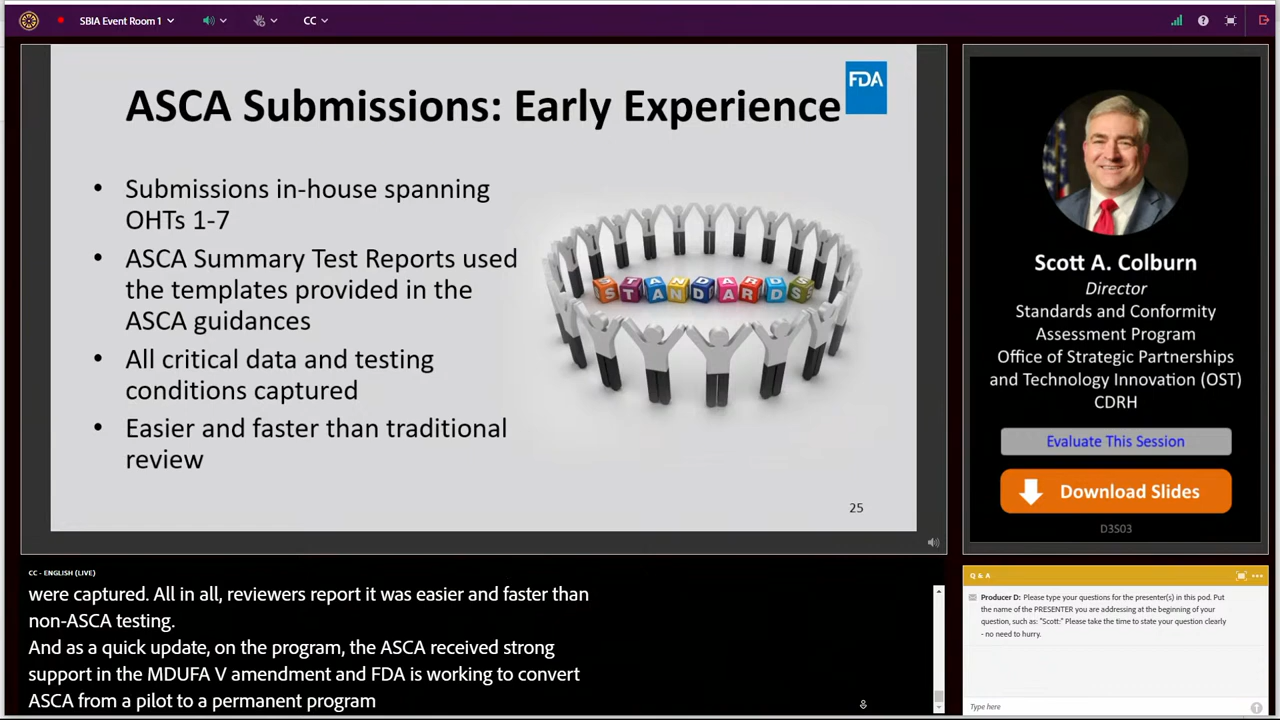 SBIA Event Room 1
CC
FDA
ASCA Submissions: Early Experience
• Submissions in-house spanning
OHTs 1-7
• ASCA Summary Test Reports used
the templates provided in the
ASCA guidances
• All critical data and testing
conditions captured
• Easier and faster than traditional
review
STANDARDS
25
Scott A. Colburn
Director
Standards and Conformity
Assessment Program
Office of Strategic Partnerships
and Technology Innovation (OST)
CDRH
Evaluate This Session
Download Slides
D3S03
CC - ENGLISH (LIVE)
were captured. All in all, reviewers report it was easier and faster than
non-ASCA testing.
And as a quick update, on the program, the ASCA received strong
support in the MDUFA V amendment and FDA is working to convert
ASCA from a pilot to a permanent program
Q & A
Producer D: Please type your questions for the presenter(s) in this pod. Put
the name of the PRESENTER you are addressing at the beginning of your
question, such as: "Scott:" Please take the time to state your question clearly
- no need to hurry.
Type here